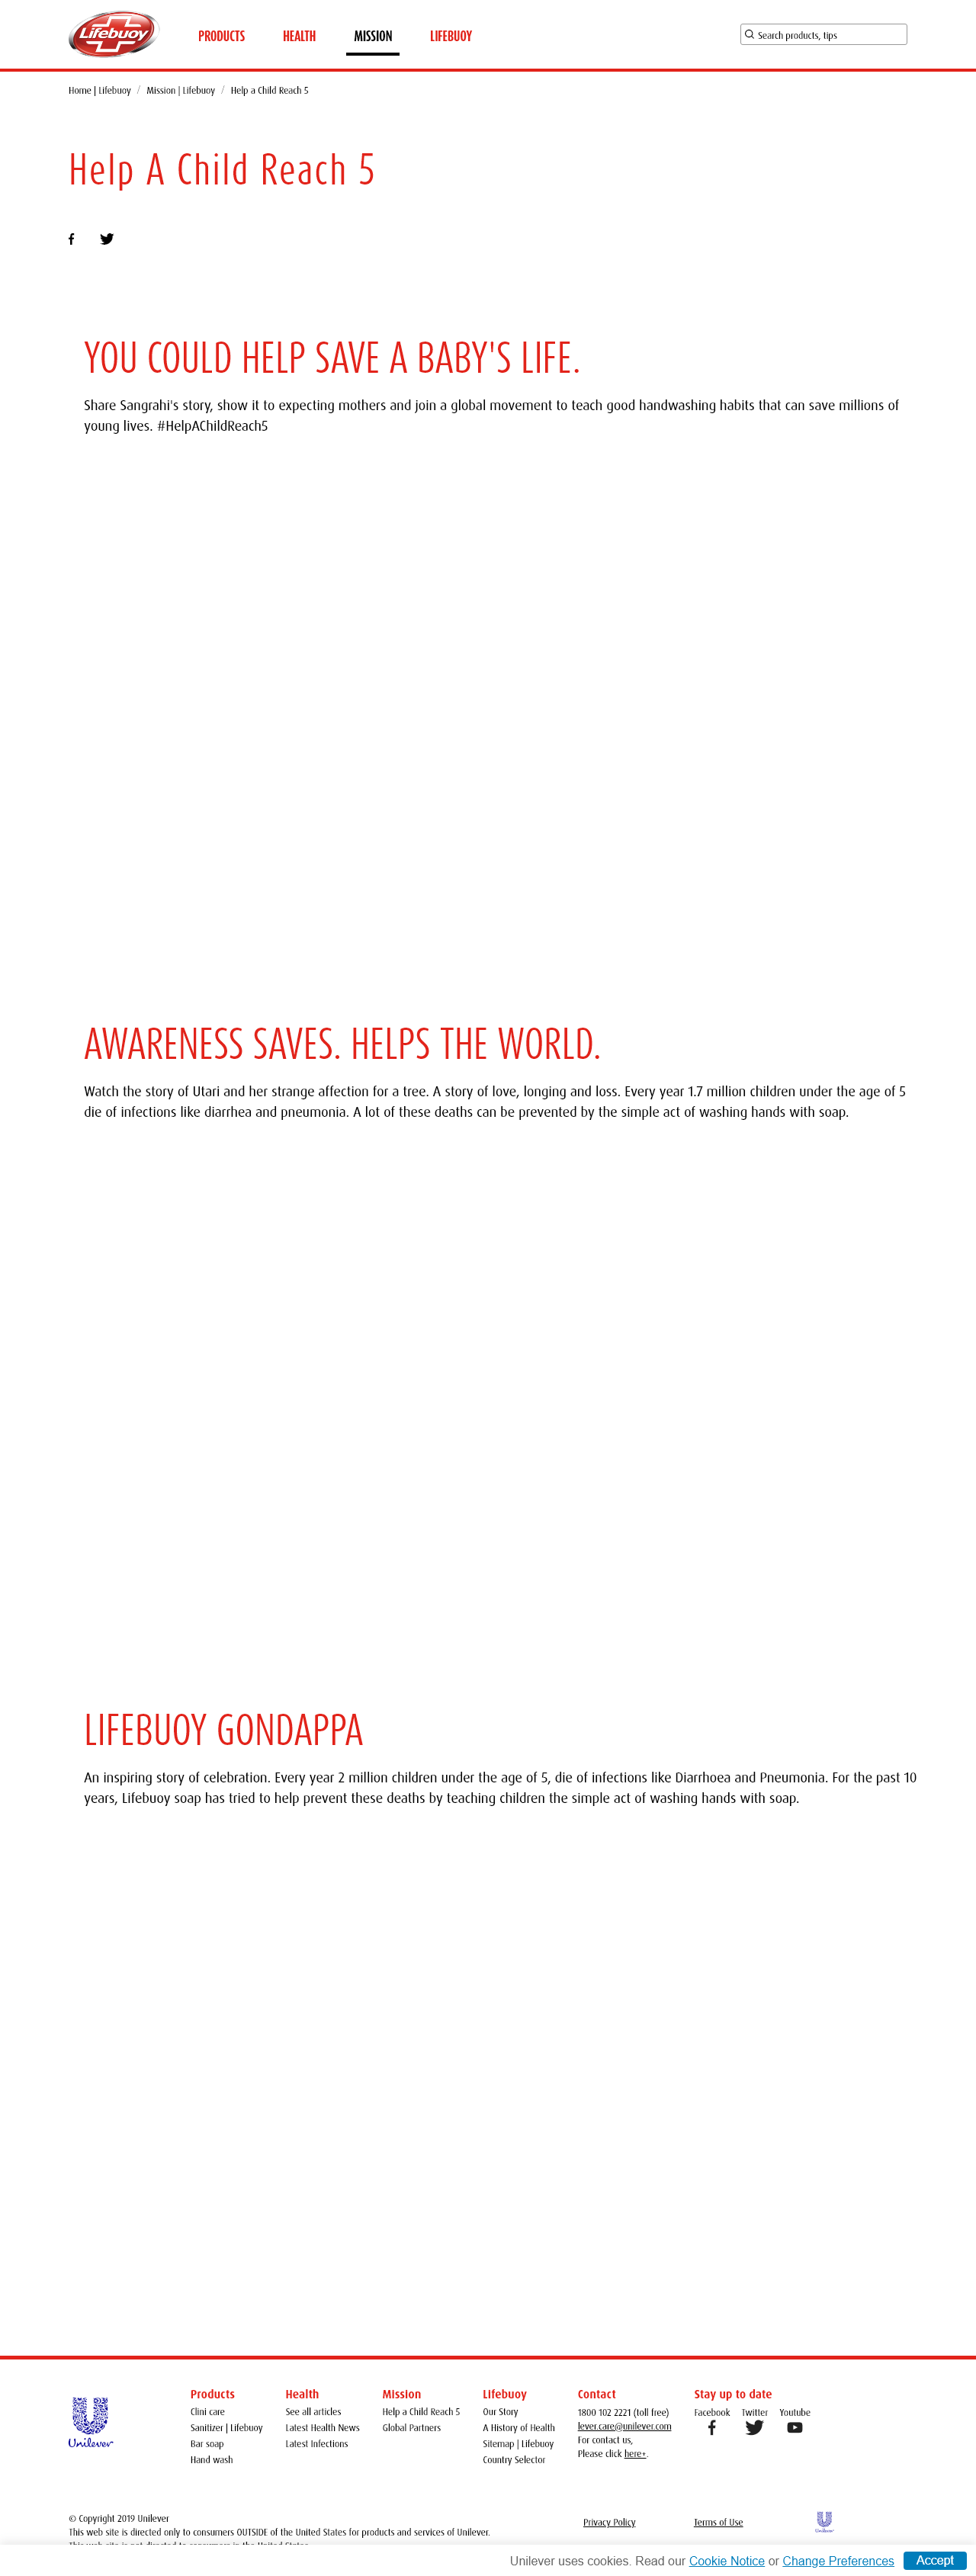 Lifebuoy
PRODUCTS HEALTH MISSION LIFEBUOY
Search products, tips
Home | Lifebuoy / Mission | Lifebuoy / Help a Child Reach 5
Help A Child Reach 5
YOU COULD HELP SAVE A BABY'S LIFE.
Share Sangrahi's story, show it to expecting mothers and join a global movement to teach good handwashing habits that can save millions of
young lives. #HelpAChildReach5
AWARENESS SAVES. HELPS THE WORLD.
Watch the story of Utari and her strange affection for a tree. A story of love, longing and loss. Every year 1.7 million children under the age of 5
die of infections like diarrhea and pneumonia. A lot of these deaths can be prevented by the simple act of washing hands with soap.
LIFEBUOY GONDAPPA
An inspiring story of celebration. Every year 2 million children under the age of 5, die of infections like Diarrhoea and Pneumonia. For the past 10
years, Lifebuoy soap has tried to help prevent these deaths by teaching children the simple act of washing hands with soap.
Unilever
Products
Clini care
Sanitizer | Lifebuoy
Bar soap
Hand wash
Health
See all articles
Latest Health News
Latest Infections
Mission
Help a Child Reach 5
Global Partners
Lifebuoy
Our Story
A History of Health
Sitemap | Lifebuoy
Country Selector
Contact
1800 102 2221 (toll free)
lever.care@unilever.com
For contact us,
Please click here+.
Stay up to date
Facebook Twitter Youtube
© Copyright 2019 Unilever
This web site is directed only to consumers OUTSIDE of the United States for products and services of Unilever.
This web site is not directed to consumers in the United States.
Privacy Policy
Terms of Use
Unilever
Unilever uses cookies. Read our Cookie Notice or Change Preferences Accept